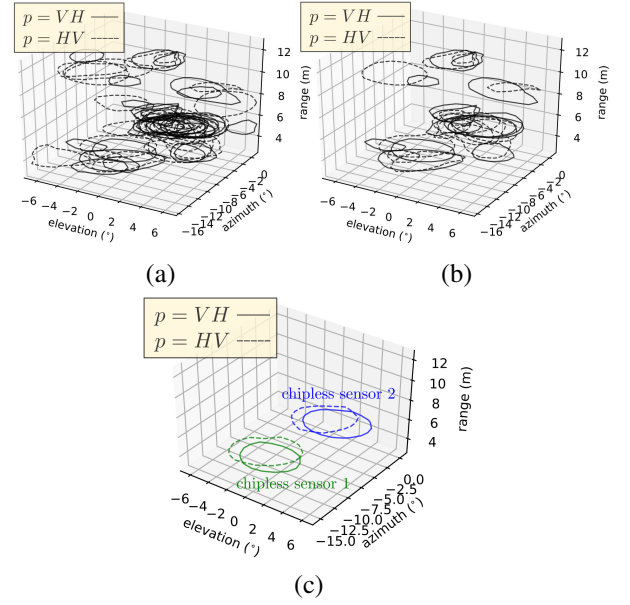 p = VH
p = HV
12
10
8
6
4
range (m)
−6 −4 −2 0 2 4 6
elevation (°)
−16 −14 −12 −10 −8 −6 −4 −2 0
azimuth (°)
(a)
p = VH
p = HV
12
10
8
6
4
range (m)
−6 −4 −2 0 2 4 6
elevation (°)
−16 −14 −12 −10 −8 −6 −4 −2 0
azimuth (°)
(b)
p = VH
p = HV
chipless sensor 2
chipless sensor 1
12
10
8
6
4
range (m)
−6 −4 −2 0 2 4 6
elevation (°)
−15.0 −12.5 −10.0 −7.5 −5.0 −2.5 0.0
azimuth (°)
(c)